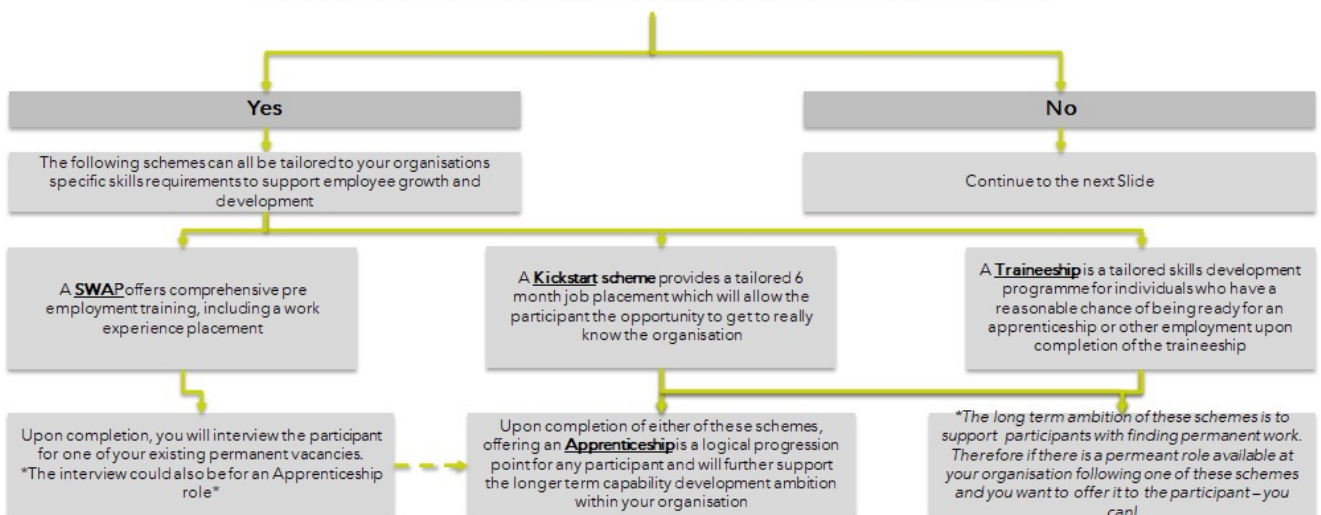 Yes
No
The following schemes can all be tailored to your organisations
specific skills requirements to support employee growth and
development
Continue to the next Slide
A SWAP offers comprehensive pre
employment training, including a work
experience placement
A Kickstart scheme provides a tailored 6
month job placement which will allow the
participant the opportunity to get to really
know the organisation
A Traineeship is a tailored skills development
programme for individuals who have a
reasonable chance of being ready for an
apprenticeship or other employment upon
completion of the traineeship
Upon completion, you will interview the participant
for one of your existing permanent vacancies.
*The interview could also be for an Apprenticeship
role*
Upon completion of either of these schemes,
offering an Apprenticeship is a logical progression
point for any participant and will further support
the longer term capability development ambition
within your organisation
*The long term ambition of these schemes is to
support participants with finding permanent work.
Therefore if there is a permeant role available at
your organisation following one of these schemes
and you want to offer it to the participant – you
can!